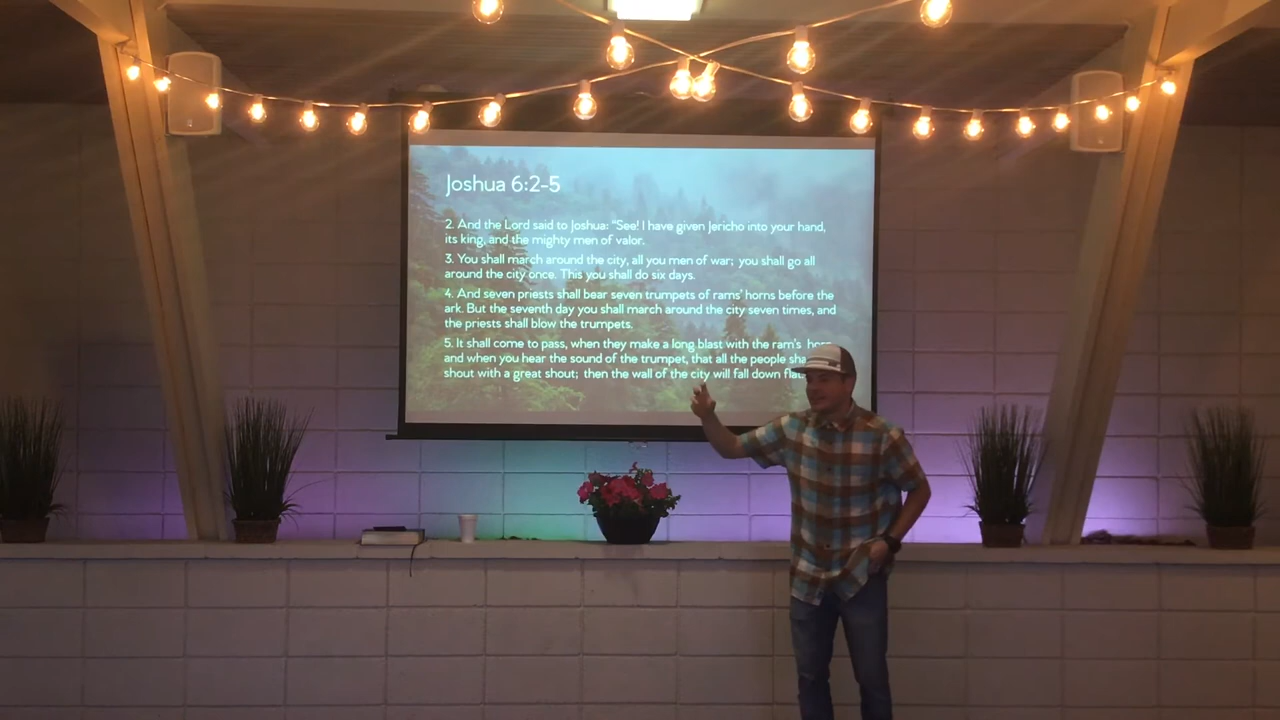 Joshua 6:2-5
2. And the Lord said to Joshua: "See! I have given Jericho into your hand,
its king, and the mighty men of valor.
3. You shall march around the city, all you men of war; you shall go all
around the city once. This you shall do six days.
4. And seven priests shall bear seven trumpets of rams' horns before the
ark. But the seventh day you shall march around the city seven times, and
the priests shall blow the trumpets.
5. It shall come to pass, when they make a long blast with the ram's horn
and when you hear the sound of the trumpet, that all the people sha
shout with a great shout; then the wall of the city will fall down flat.